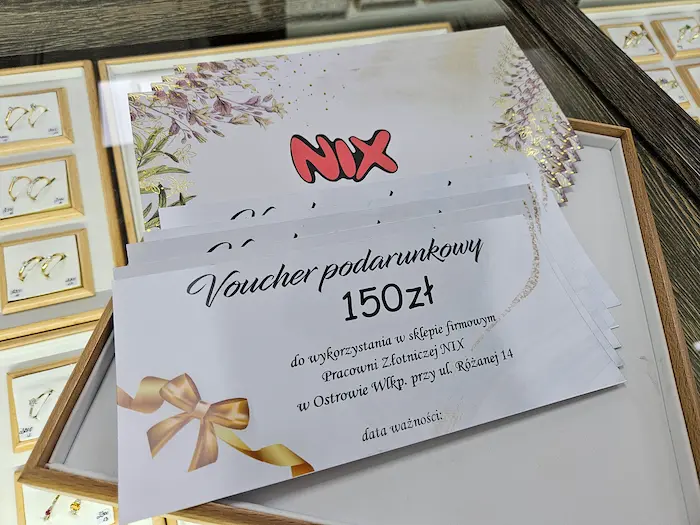 NIX
Voucher podarunkowy
150zł
do wykorzystania w sklepie firmowym
Pracowni Złotniczej NIX
w Ostrowie Wlkp. przy ul. Różanej 14
data ważności: